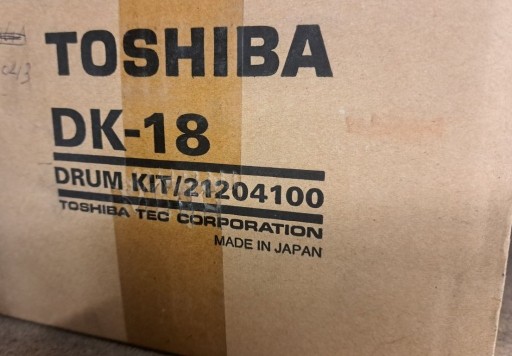 TOSHIBA
DK-18
DRUM KIT/21204100
TOSHIBA TEC CORPORATION
MADE IN JAPAN